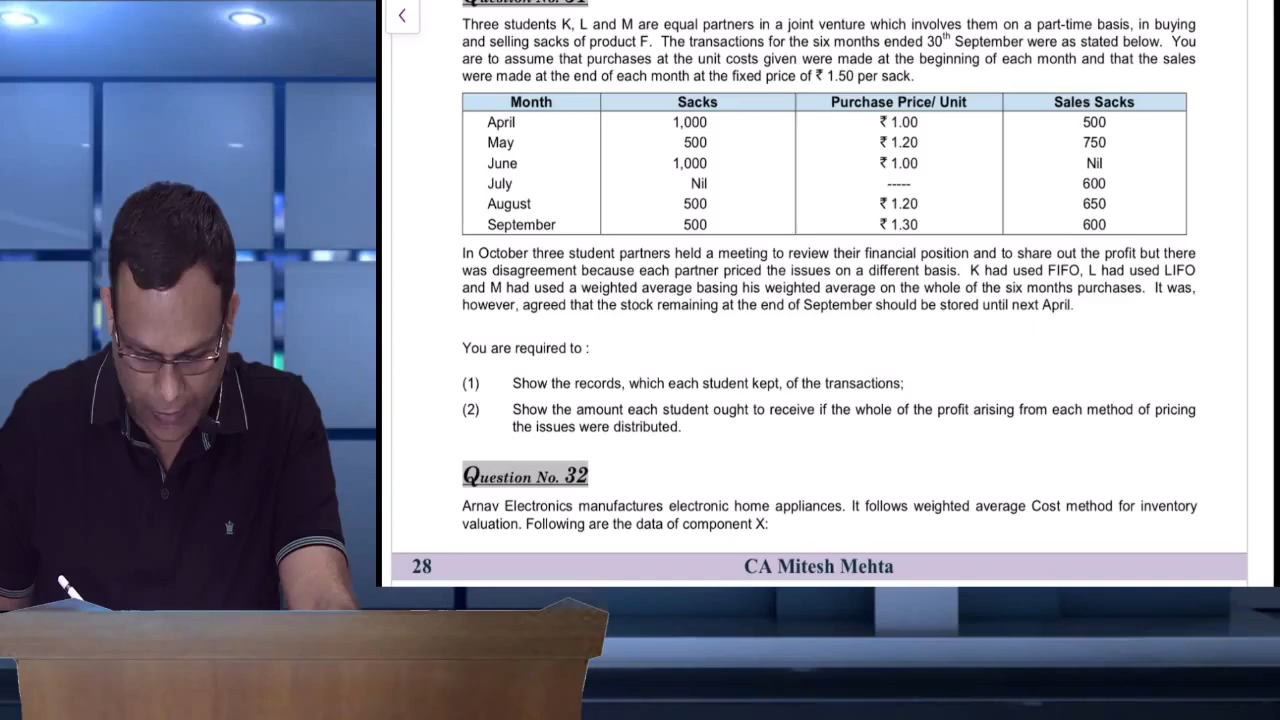 Question No. 31
Three students K, L and M are equal partners in a joint venture which involves them on a part-time basis, in buying
and selling sacks of product F. The transactions for the six months ended 30th September were as stated below. You
are to assume that purchases at the unit costs given were made at the beginning of each month and that the sales
were made at the end of each month at the fixed price of ₹ 1.50 per sack.
Month Sacks Purchase Price/ Unit Sales Sacks
April 1,000 ₹ 1.00 500
May 500 ₹ 1.20 750
June 1,000 ₹ 1.00 Nil
July Nil ----- 600
August 500 ₹ 1.20 650
September 500 ₹ 1.30 600
In October three student partners held a meeting to review their financial position and to share out the profit but there
was disagreement because each partner priced the issues on a different basis. K had used FIFO, L had used LIFO
and M had used a weighted average basing his weighted average on the whole of the six months purchases. It was,
however, agreed that the stock remaining at the end of September should be stored until next April.
You are required to :
(1) Show the records, which each student kept, of the transactions;
(2) Show the amount each student ought to receive if the whole of the profit arising from each method of pricing
the issues were distributed.
Question No. 32
Arnav Electronics manufactures electronic home appliances. It follows weighted average Cost method for inventory
valuation. Following are the data of component X:
28 CA Mitesh Mehta